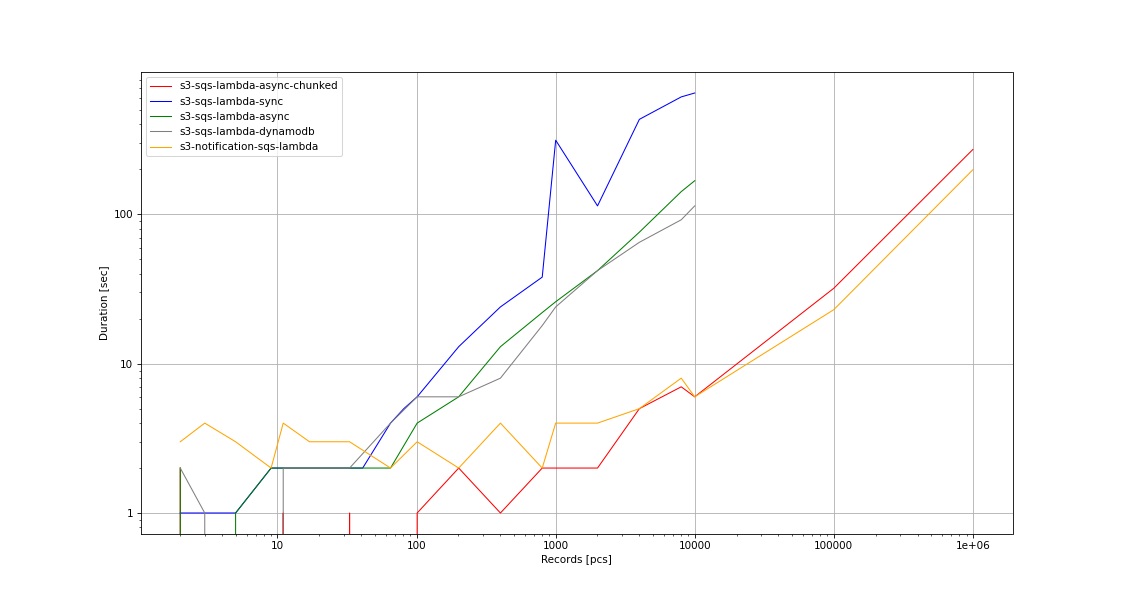 s3-sqs-lambda-async-chunked
s3-sqs-lambda-sync
s3-sqs-lambda-async
s3-sqs-lambda-dynamodb
s3-notification-sqs-lambda
100
10
1
Duration [sec]
10 100 1000 10000 100000 1e+06
Records [pcs]